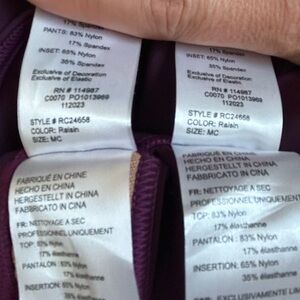 17% Spandex
PANTS: 83% Nylon
17% Spandex
INSET: 65% Nylon
35% Spandex
Exclusive of Decoration
Exclusive of Elastic
RN # 114987
C0070 PO1013969
112023
STYLE # RC24658
COLOR: Raisin
SIZE: MC
17% Spandex
INSET: 65% Nylon
35% Spandex
Exclusive of Decoration
Exclusive of Elastic
RN # 114987
C0070 PO1013969
112023
STYLE # RC24658
COLOR: Raisin
SIZE: MC
FABRIQUÉ EN CHINE
HECHO EN CHINA
HERGESTELLT IN CHINA
FABBRICATO IN CINA
FR: NETTOYAGE A SEC
PROFESSIONNEL UNIQUEMENT
TOP: 83% Nylon
17% élasthanne
PANTALON : 83% Nylon
17% élasthanne
INSERTION: 65% Nylon
35% élasthanne
FABRIQUÉ EN CHINE
HECHO EN CHINA
HERGESTELLT IN CHINA
FABBRICATO IN CINA
FR: NETTOYAGE A SEC
PROFESSIONNEL UNIQUEMENT
TOP: 83% Nylon
17% élasthanne
PANTALON : 83% Nylon
17% élasthanne
INSERTION: 65% Nylon
35% élasthanne
EXCLUSIVEMENT